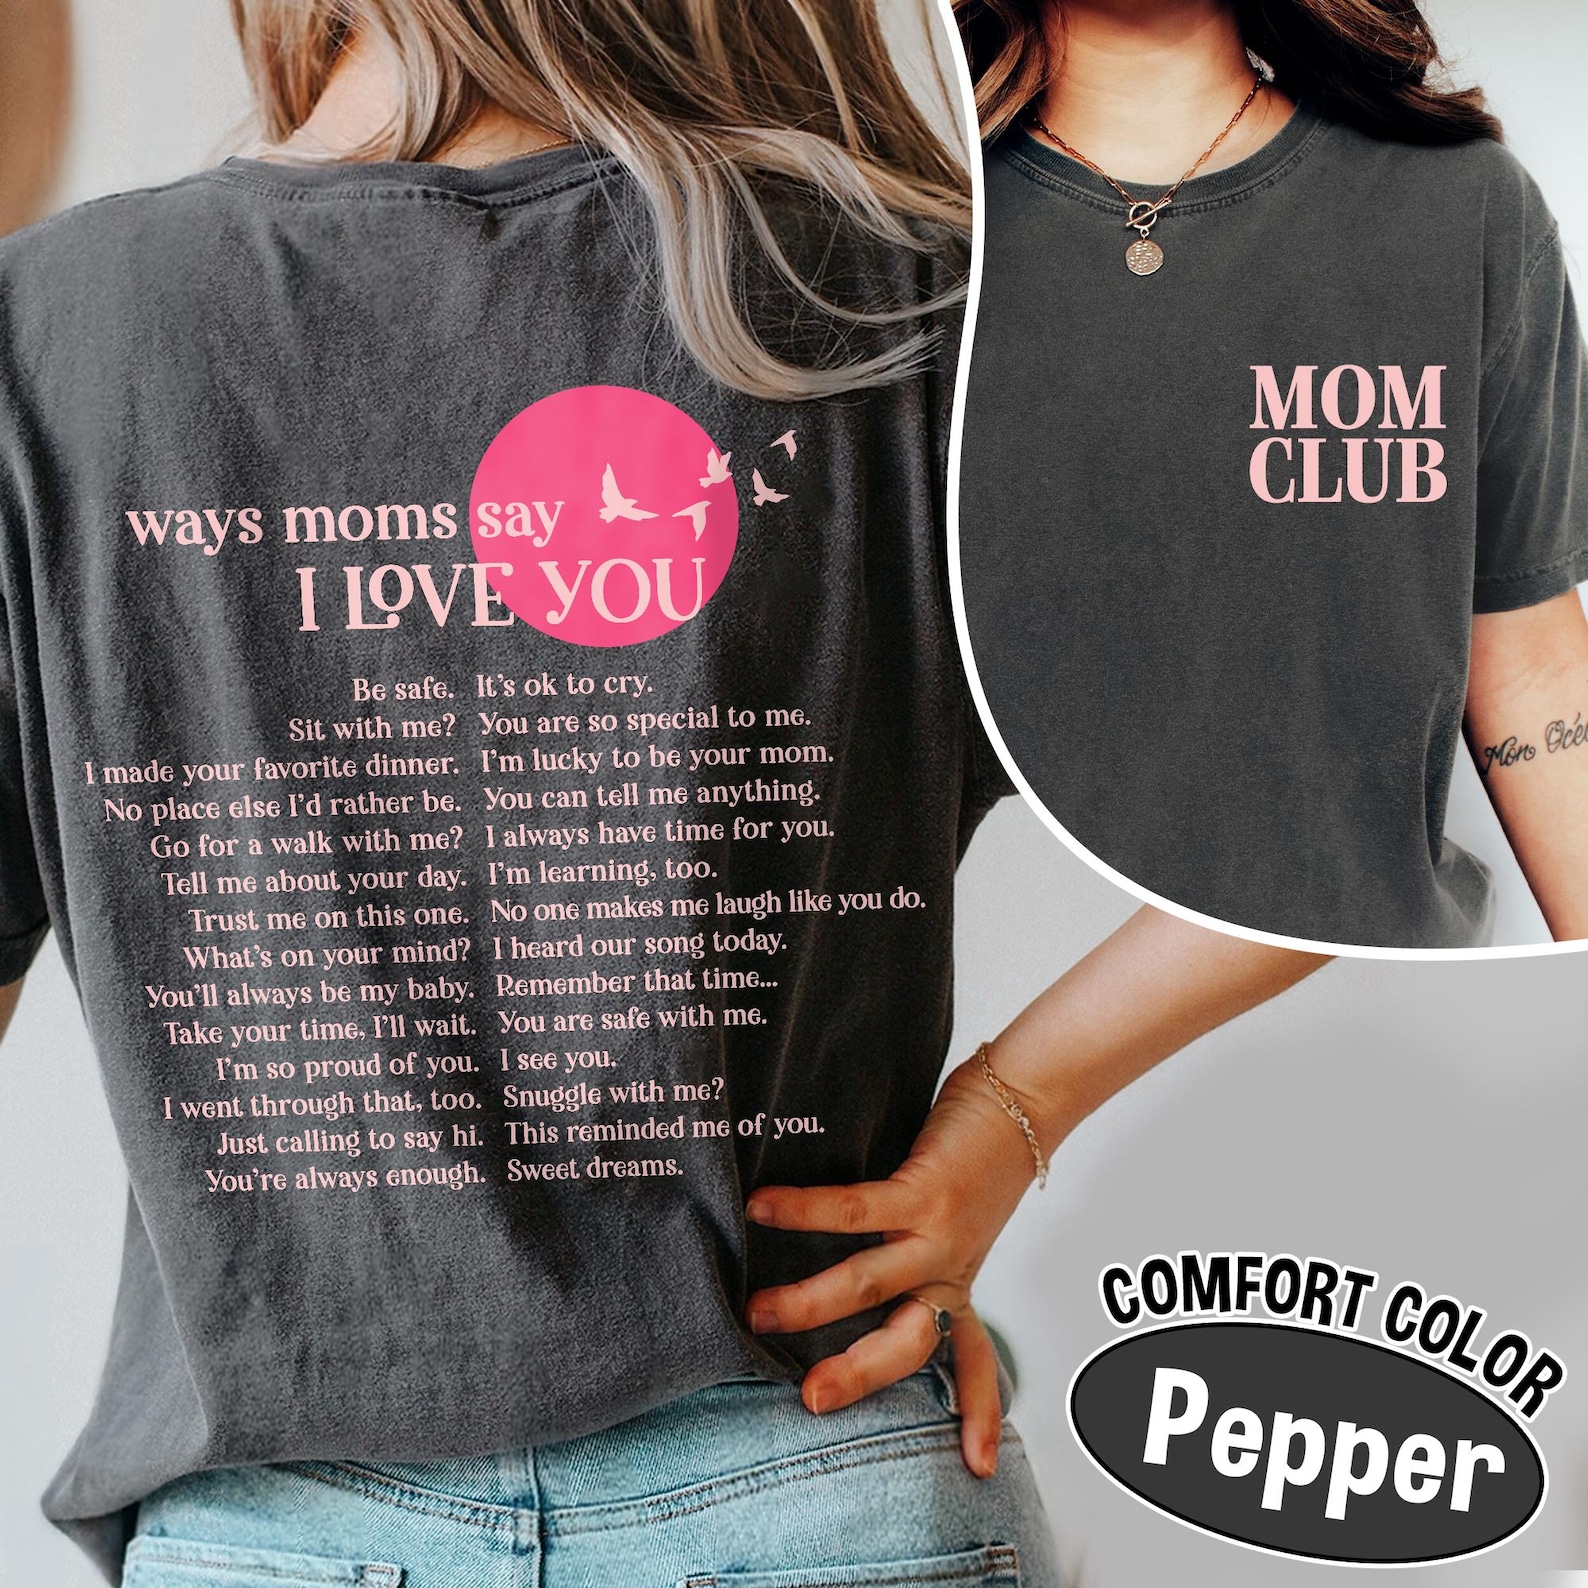 ways moms say
I LOVE YOU
Be safe. It's ok to cry.
Sit with me? You are so special to me.
I made your favorite dinner. I'm lucky to be your mom.
No place else I'd rather be. You can tell me anything.
Go for a walk with me? I always have time for you.
Tell me about your day. I'm learning, too.
Trust me on this one. No one makes me laugh like you do.
What's on your mind? I heard our song today.
You'll always be my baby. Remember that time...
Take your time, I'll wait. You are safe with me.
I'm so proud of you. I see you.
I went through that, too. Snuggle with me?
Just calling to say hi. This reminded me of you.
You're always enough. Sweet dreams.
MOM
CLUB
Mon
COMFORT COLOR
Pepper